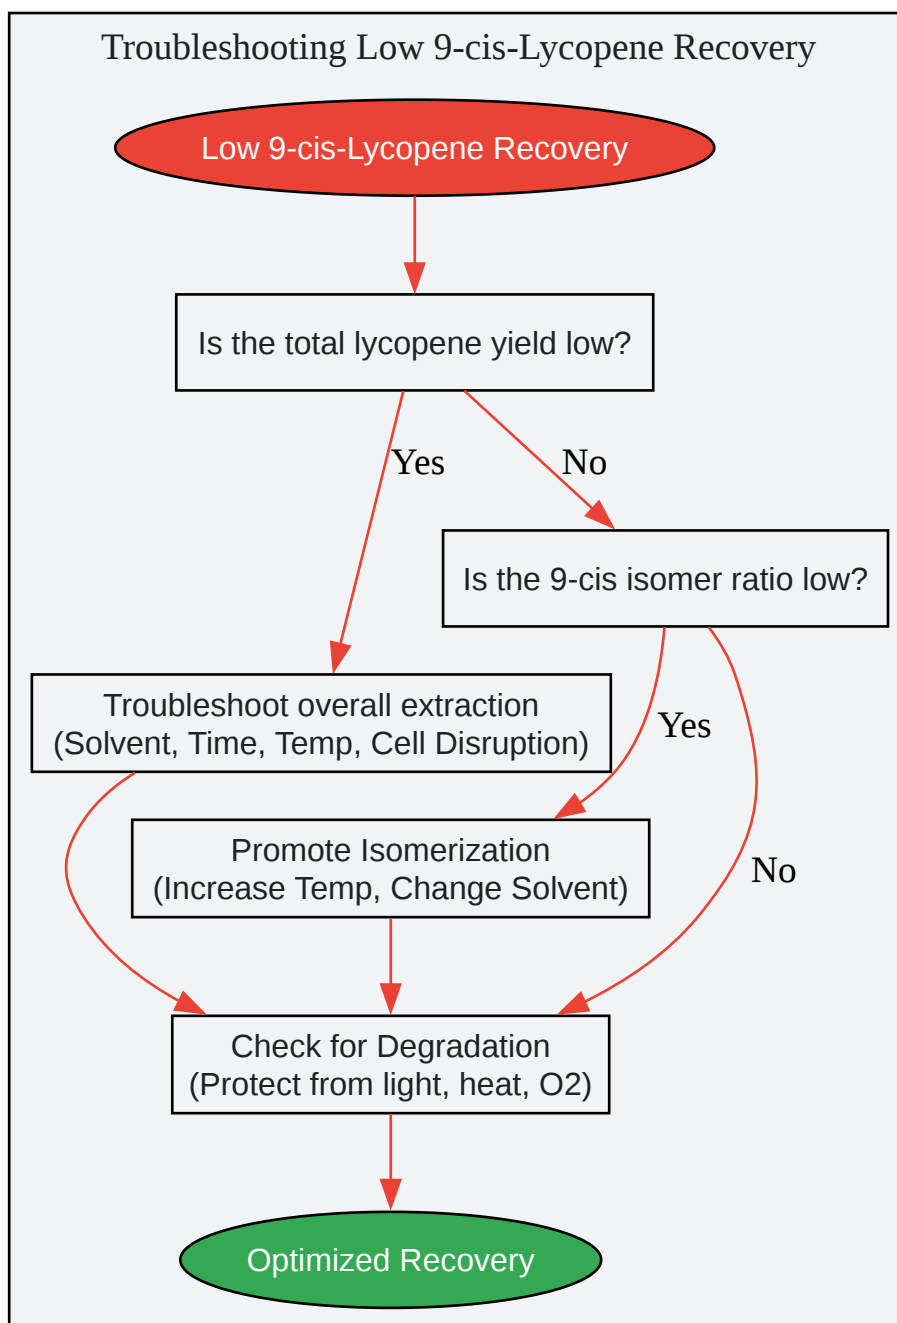 Troubleshooting Low 9-cis-Lycopene Recovery
Low 9-cis-Lycopene Recovery
Is the total lycopene yield low?
Yes
No
Is the 9-cis isomer ratio low?
Troubleshoot overall extraction
(Solvent, Time, Temp, Cell Disruption)
Yes
Promote Isomerization
(Increase Temp, Change Solvent)
No
Check for Degradation
(Protect from light, heat, O2)
Optimized Recovery